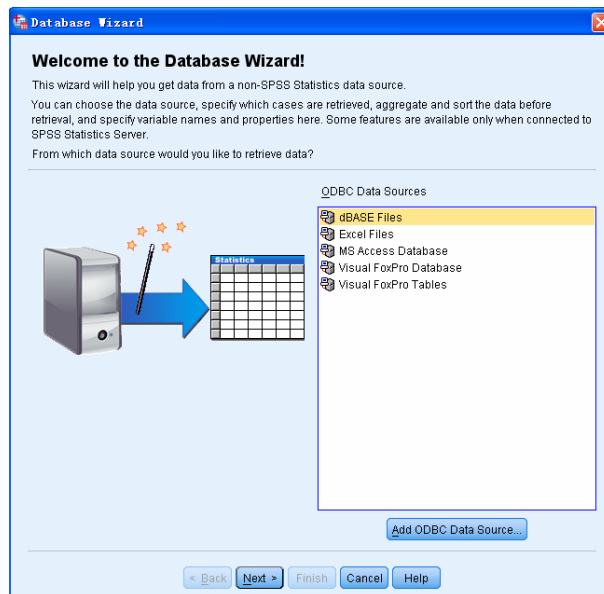 Database Wizard
Welcome to the Database Wizard!
This wizard will help you get data from a non-SPSS Statistics data source.
You can choose the data source, specify which cases are retrieved, aggregate and sort the data before
retrieval, and specify variable names and properties here. Some features are available only when connected to
SPSS Statistics Server.
From which data source would you like to retrieve data?
ODBC Data Sources
dBASE Files
Excel Files
MS Access Database
Visual FoxPro Database
Visual FoxPro Tables
Statistics
Add ODBC Data Source...
< Back
Next >
Finish
Cancel
Help